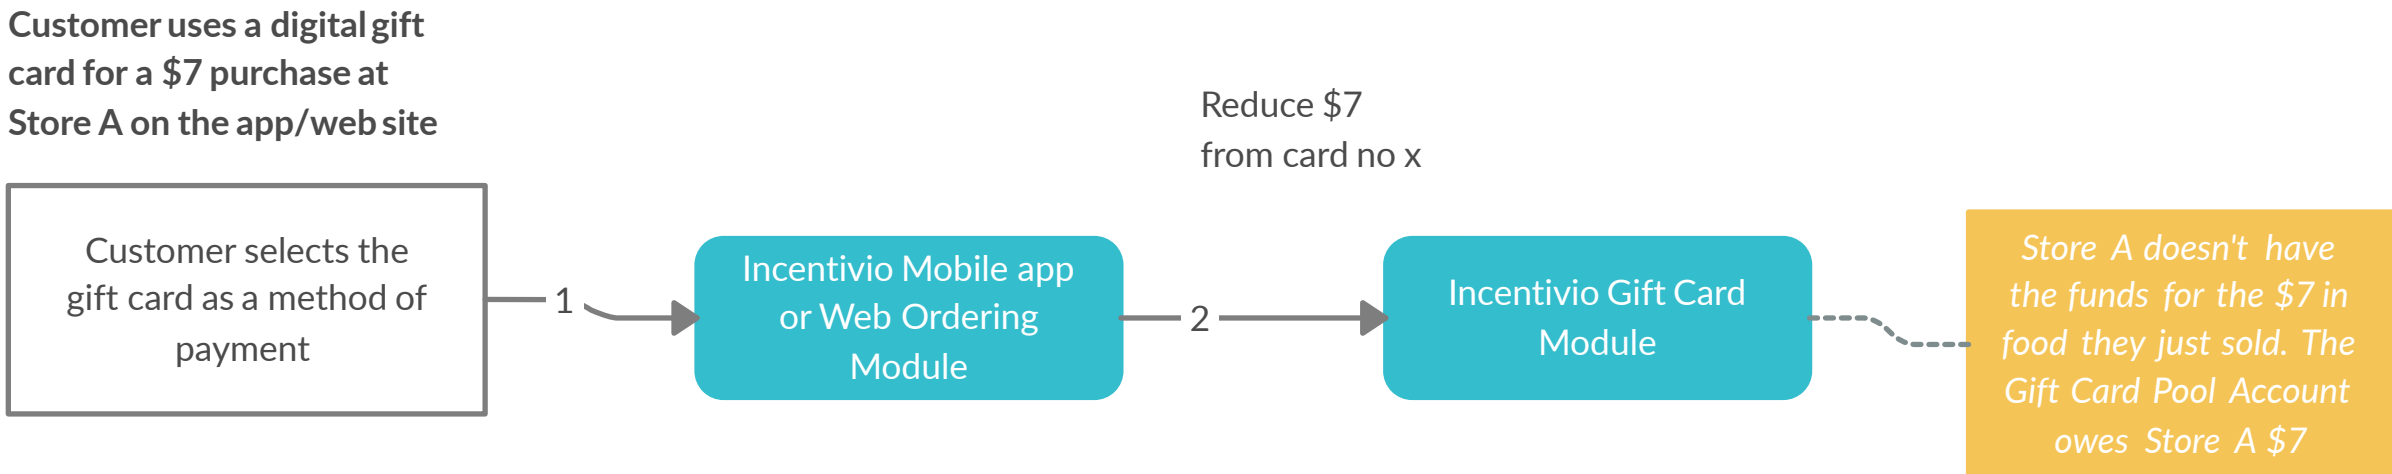 Customer uses a digital gift
card for a $7 purchase at
Store A on the app/web site
Customer selects the
gift card as a method of
payment
1
Incentivio Mobile app
or Web Ordering
Module
2
Reduce $7
from card no x
Incentivio Gift Card
Module
Store A doesn't have
the funds for the $7 in
food they just sold. The
Gift Card Pool Account
owes Store A $7